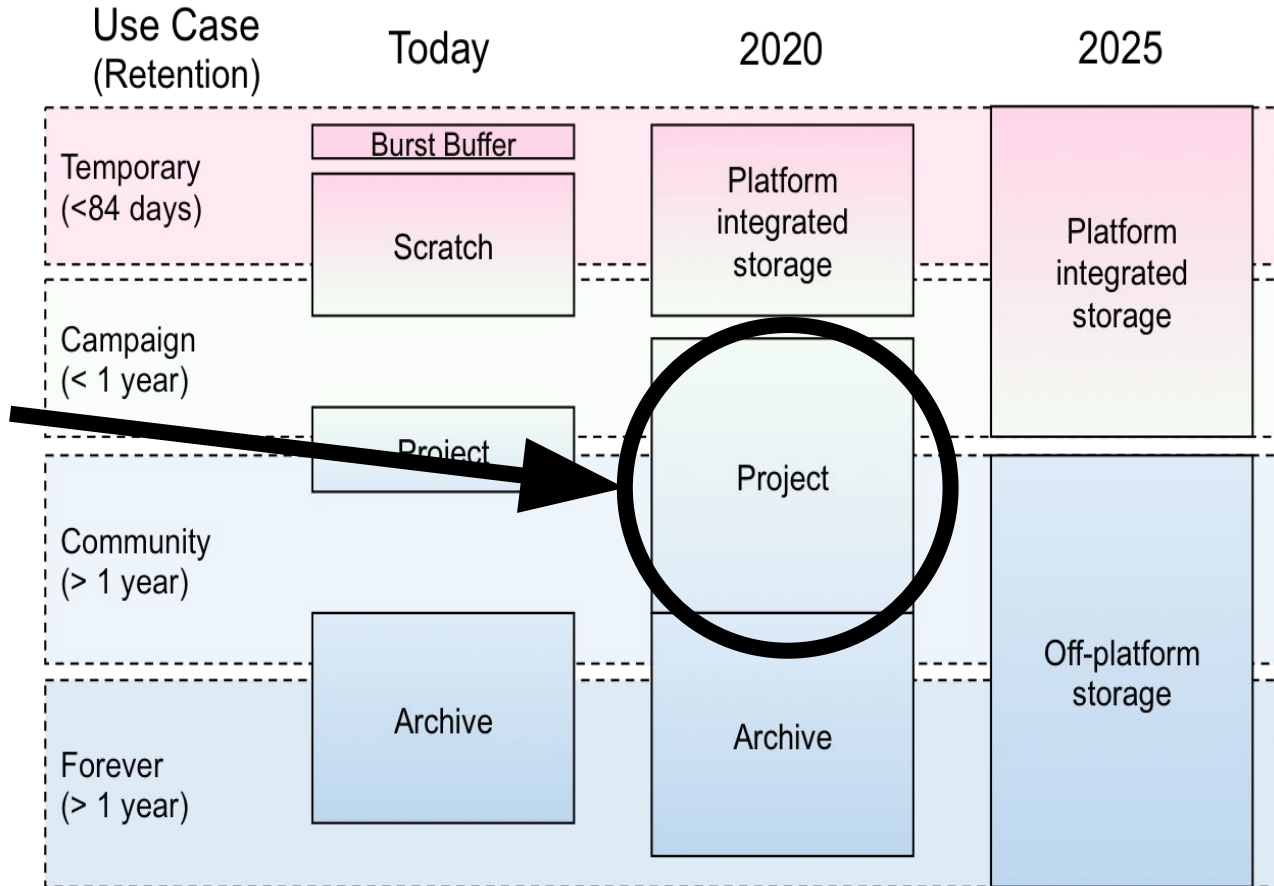 Use Case
(Retention)
Today
2020
2025
Temporary
(<84 days)
Burst Buffer
Scratch
Platform
integrated
storage
Platform
integrated
storage
Campaign
(< 1 year)
Project
Project
Community
(> 1 year)
Archive
Archive
Off-platform
storage
Forever
(> 1 year)